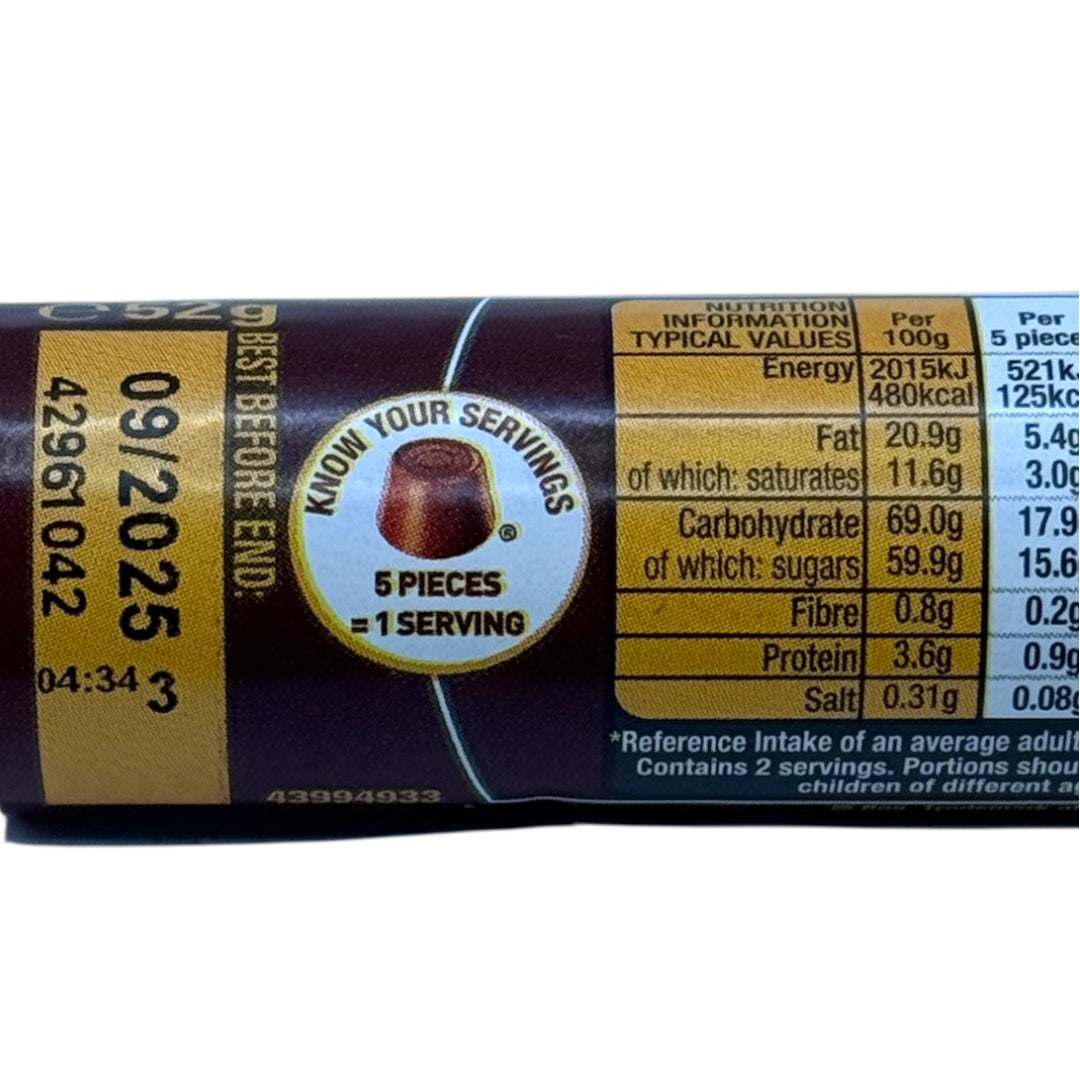 e 52g
BEST BEFORE END:
09/2025 3
42961042
04:34
KNOW YOUR SERVINGS
®
5 PIECES
= 1 SERVING
43994933
NUTRITION INFORMATION TYPICAL VALUES Per 100g Per 5 piece
Energy 2015kJ 521k
480kcal 125kc
Fat 20.9g 5.4g
of which: saturates 11.6g 3.0g
Carbohydrate 69.0g 17.9
of which: sugars 59.9g 15.6
Fibre 0.8g 0.2g
Protein 3.6g 0.9g
Salt 0.31g 0.08g
*Reference Intake of an average adult
Contains 2 servings. Portions shou
children of different ag